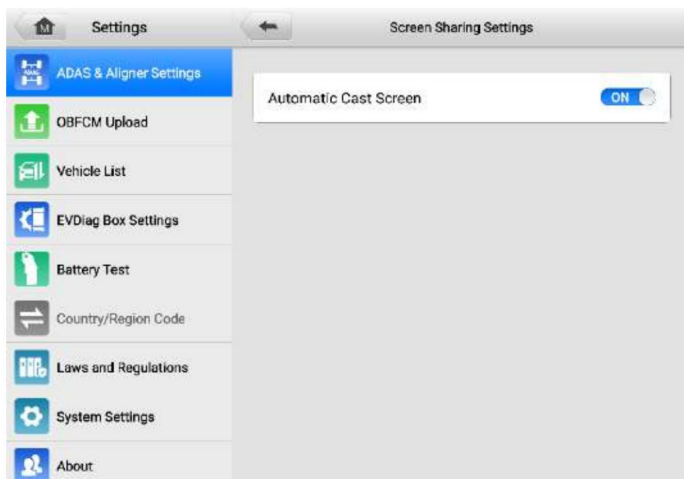 Settings
Screen Sharing Settings
ADAS & Aligner Settings
Automatic Cast Screen
ON
OBFCM Upload
Vehicle List
EVDiag Box Settings
Battery Test
Country/Region Code
Laws and Regulations
System Settings
About